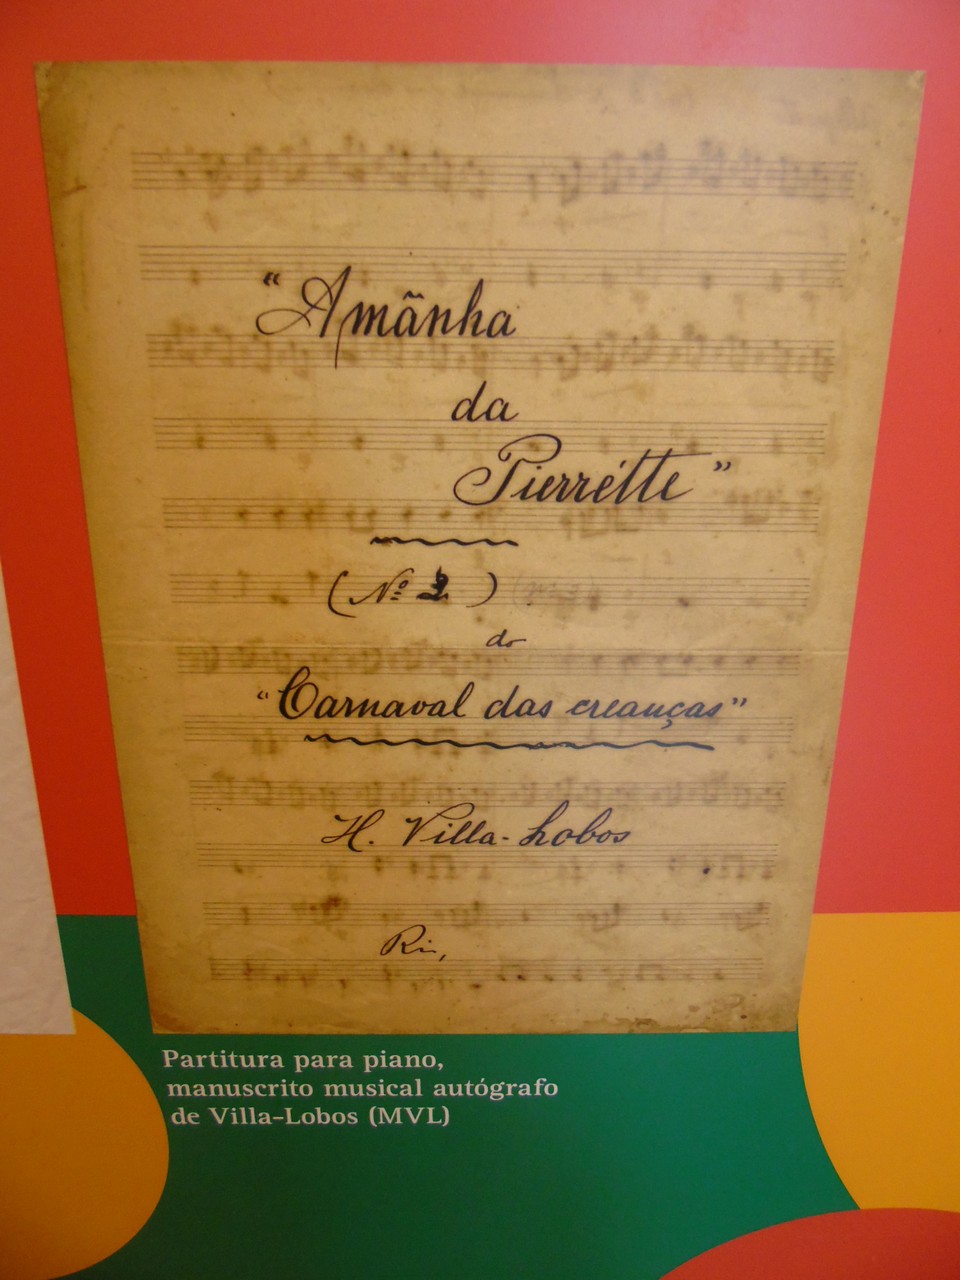 “Amãnha
da
Pierrétte”
(Nº 2)
do
“Carnaval das creanças”
H. Villa-Lobos
Rio,
Partitura para piano,
manuscrito musical autógrafo
de Villa-Lobos (MVL)